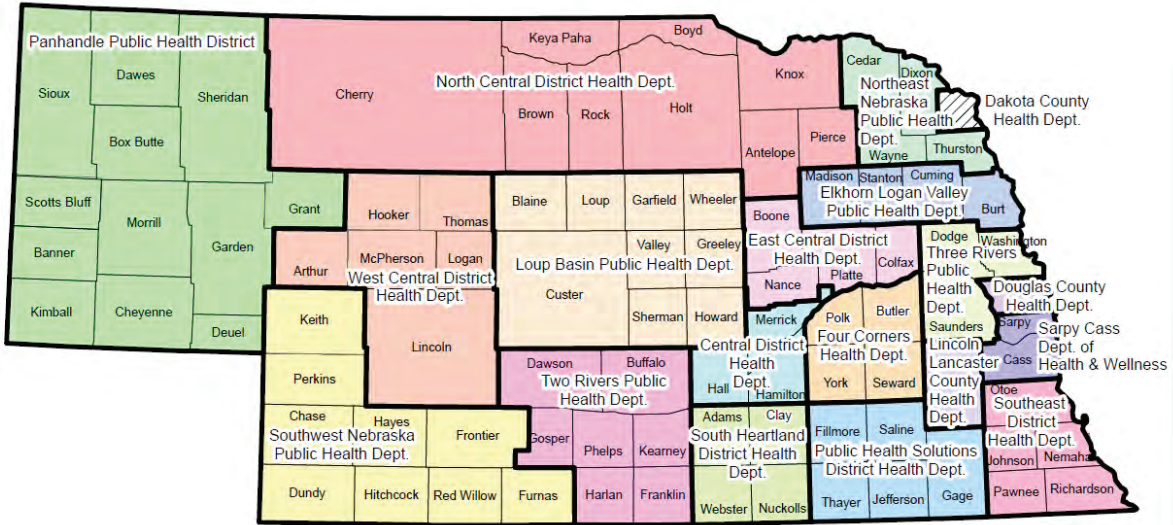 Panhandle Public Health District
Sioux
Dawes
Sheridan
Box Butte
Scotts Bluff
Morrill
Garden
Grant
Banner
Kimball
Cheyenne
Deuel
North Central District Health Dept.
Cherry
Keya Paha
Boyd
Brown
Rock
Holt
Knox
Antelope
Pierce
Cedar
Dixon
Northeast
Nebraska
Public Health
Dept.
Wayne
Thurston
Dakota County
Health Dept.
Madison
Stanton
Cuming
Elkhorn Logan Valley
Public Health Dept.
Burt
Hooker
Thomas
Arthur
McPherson
Logan
West Central District
Health Dept.
Lincoln
Blaine
Loup
Garfield
Wheeler
Valley
Greeley
Loup Basin Public Health Dept.
Custer
Sherman
Howard
Boone
East Central District
Health Dept.
Colfax
Platte
Nance
Dodge
Washington
Three Rivers
Public
Health
Dept.
Saunders
Douglas County
Health Dept.
Sarpy
Cass
Sarpy Cass
Dept. of
Health & Wellness
Keith
Perkins
Chase
Hayes
Frontier
Southwest Nebraska
Public Health Dept.
Dundy
Hitchcock
Red Willow
Furnas
Dawson
Buffalo
Two Rivers Public
Health Dept.
Gosper
Phelps
Kearney
Harlan
Franklin
Merrick
Central District
Health
Dept.
Hall
Hamilton
Polk
Butler
Four Corners
Health Dept.
York
Seward
Lincoln
Lancaster
County
Health
Dept.
Adams
Clay
South Heartland
District Health
Dept.
Webster
Nuckolls
Fillmore
Saline
Public Health Solutions
District Health Dept.
Thayer
Jefferson
Gage
Otoe
Southeast
District
Health Dept.
Johnson
Nemaha
Pawnee
Richardson